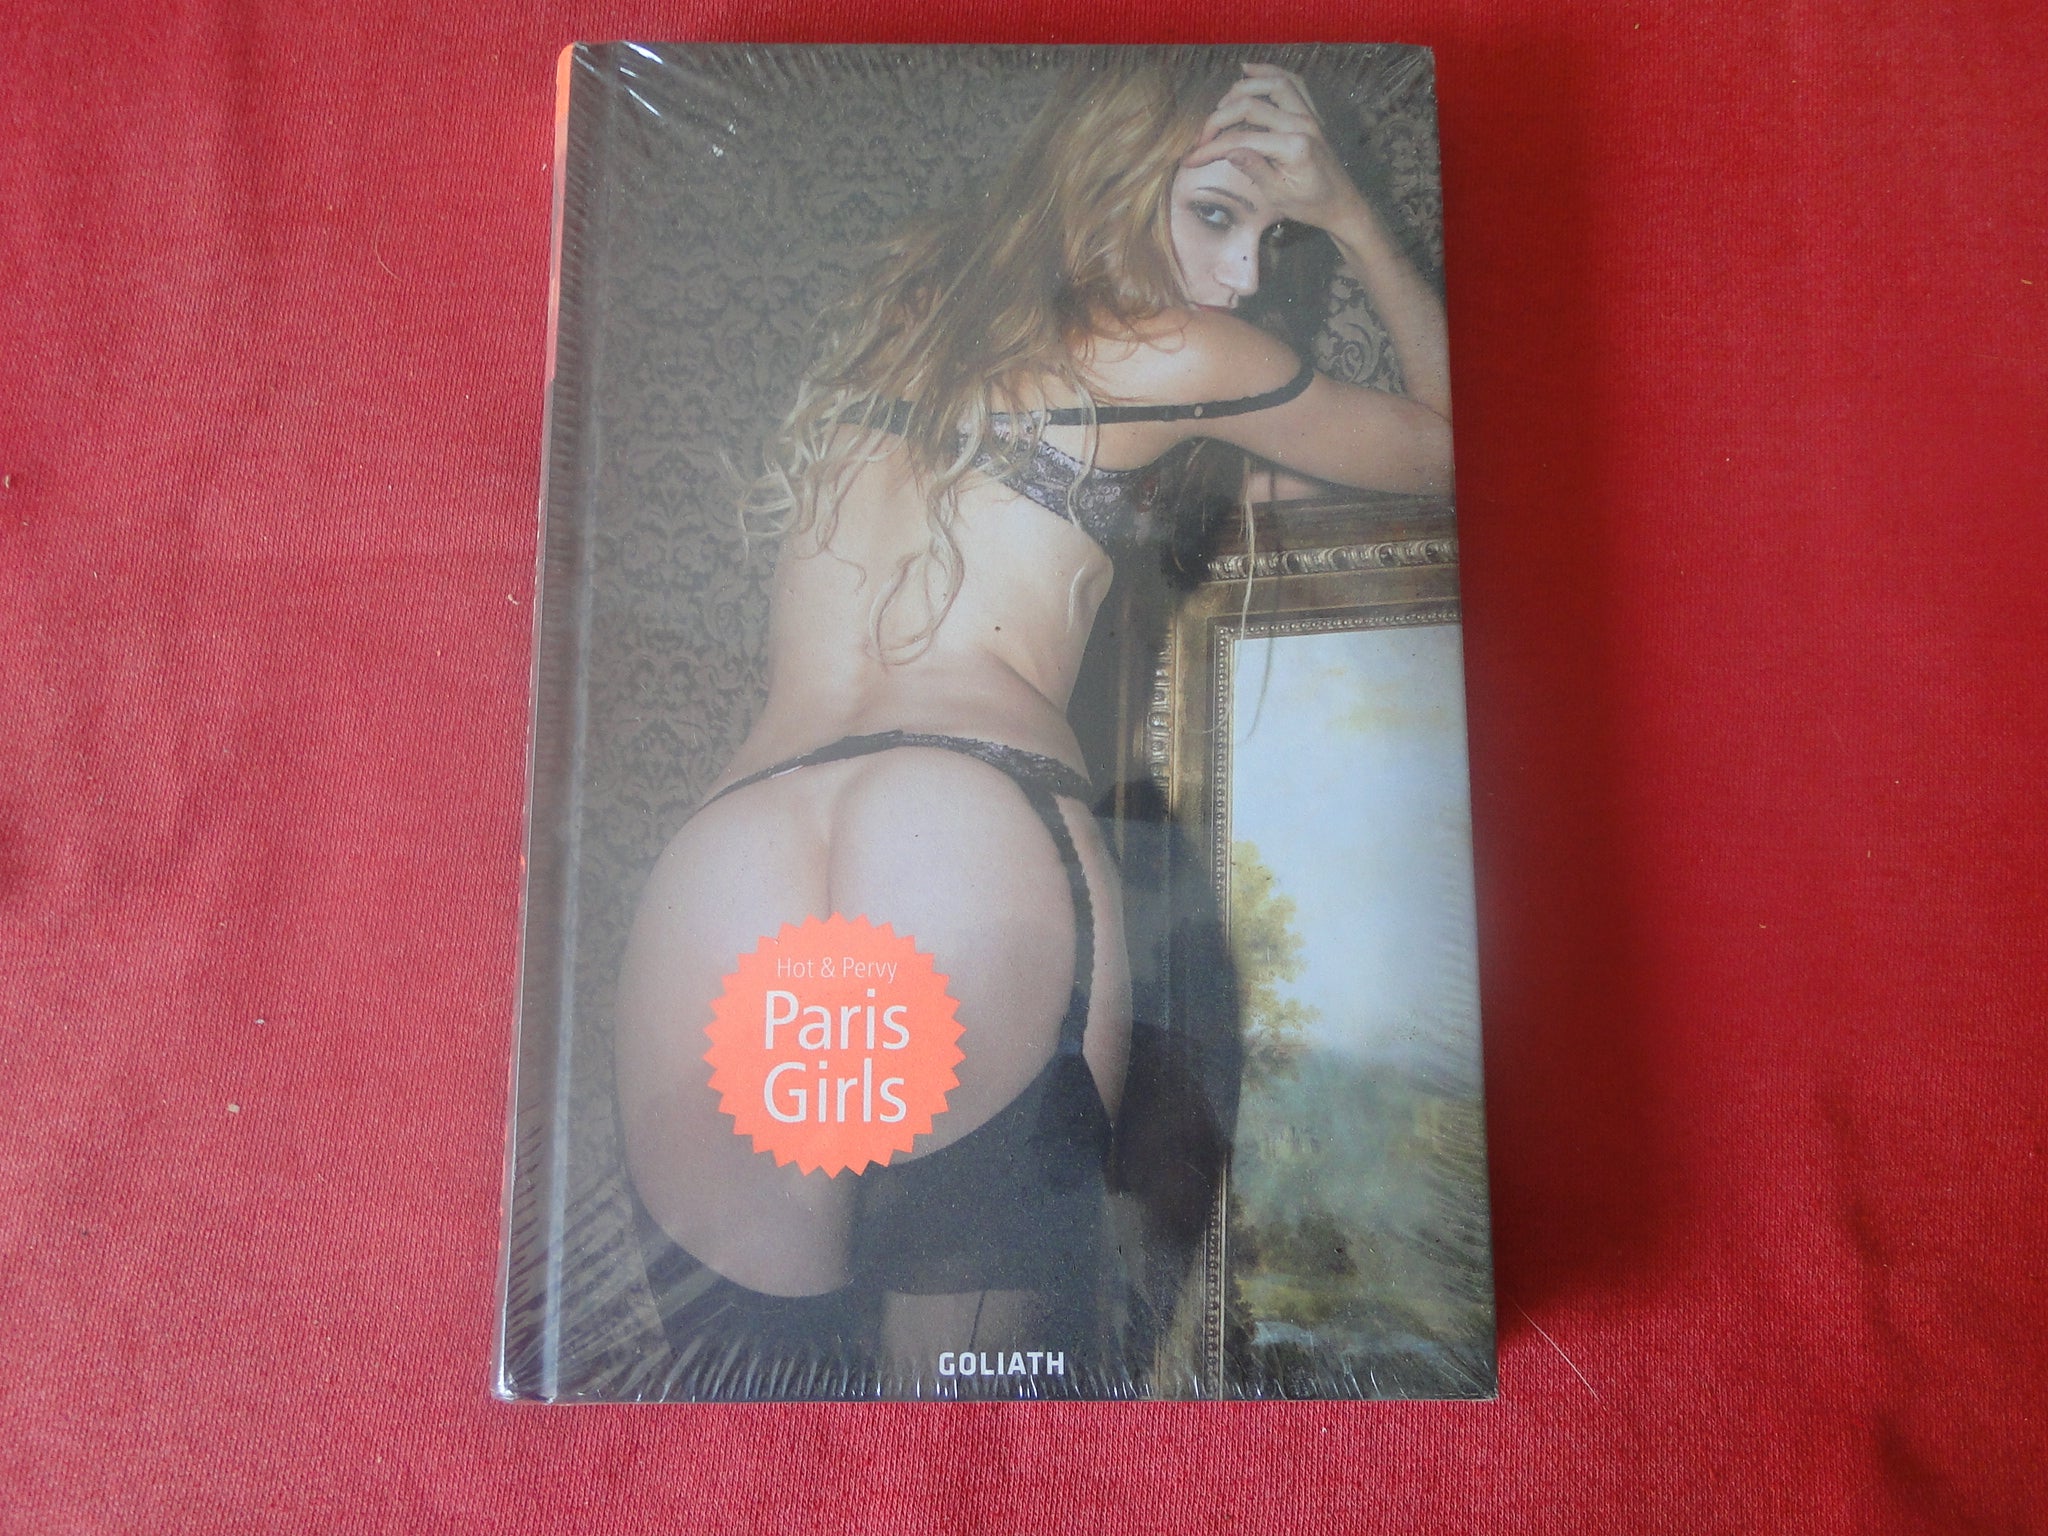 Hot & Pervy
Paris
Girls
GOLIATH